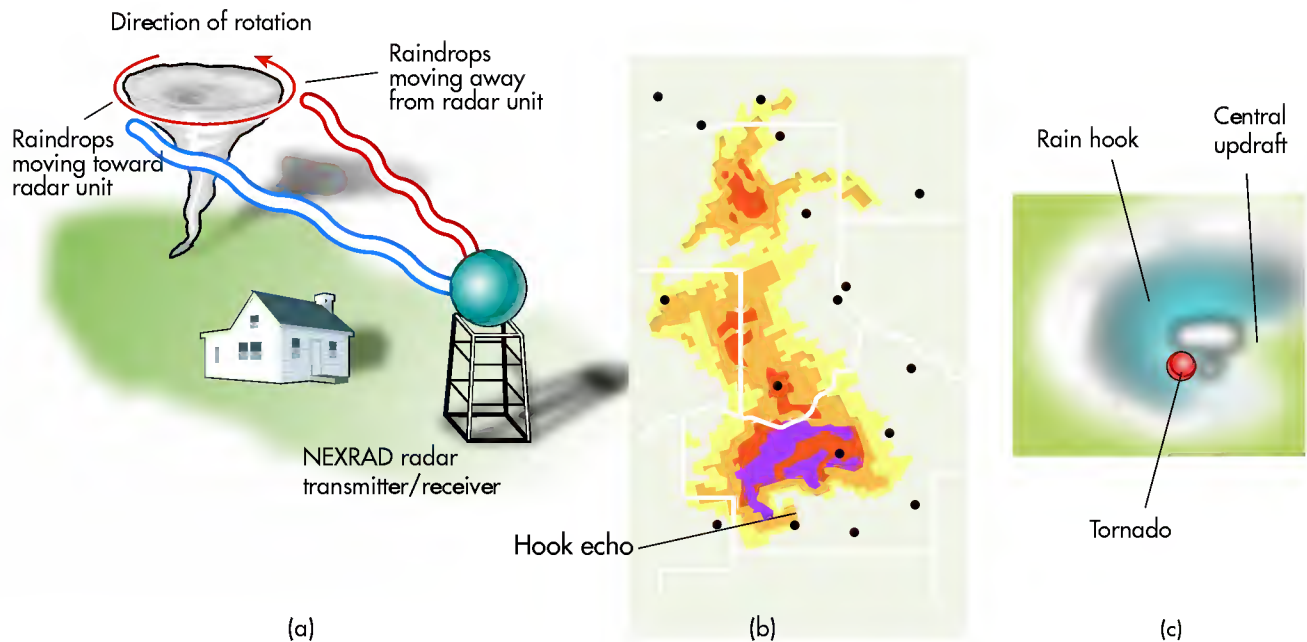 Direction of rotation
Raindrops
moving away
from radar unit
Raindrops
moving toward
radar unit
NEXRAD radar
transmitter/receiver
(a)
Hook echo
(b)
Rain hook
Central
updraft
Tornado
(c)